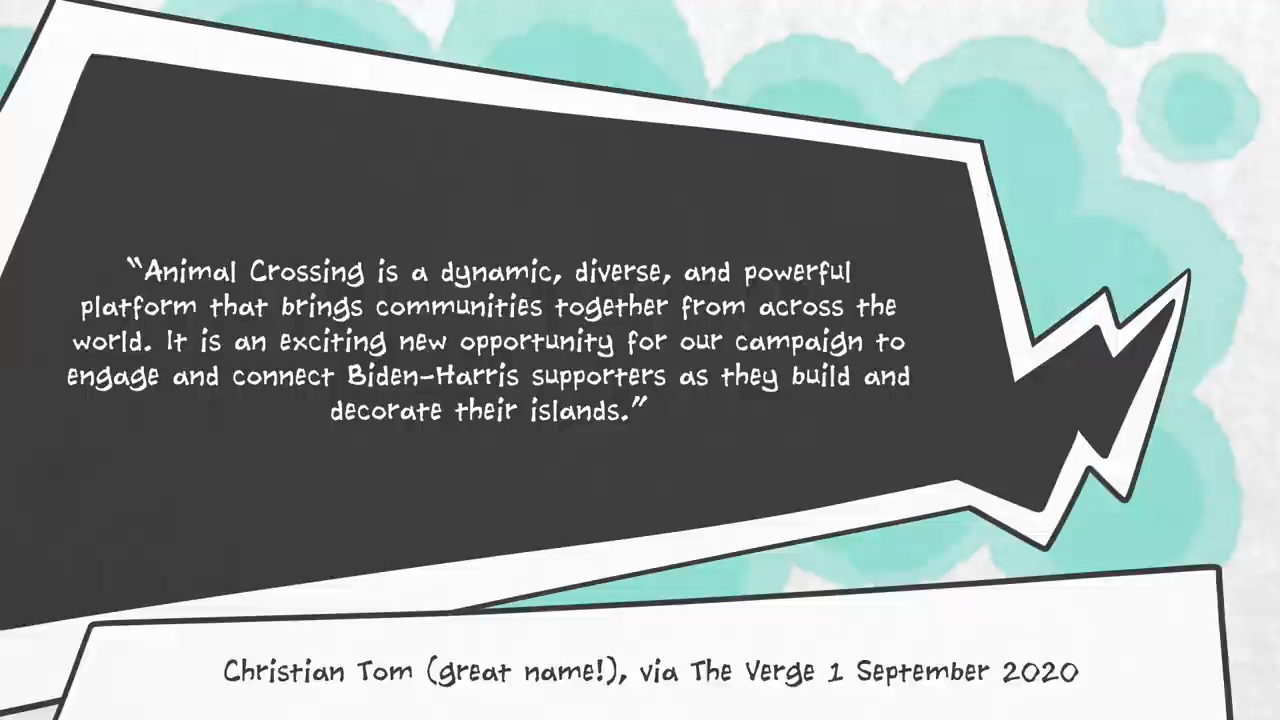 “Animal Crossing is a dynamic, diverse, and powerful
platform that brings communities together from across the
world. It is an exciting new opportunity for our campaign to
engage and connect Biden-Harris supporters as they build and
decorate their islands.”
Christian Tom (great name!), via The Verge 1 September 2020